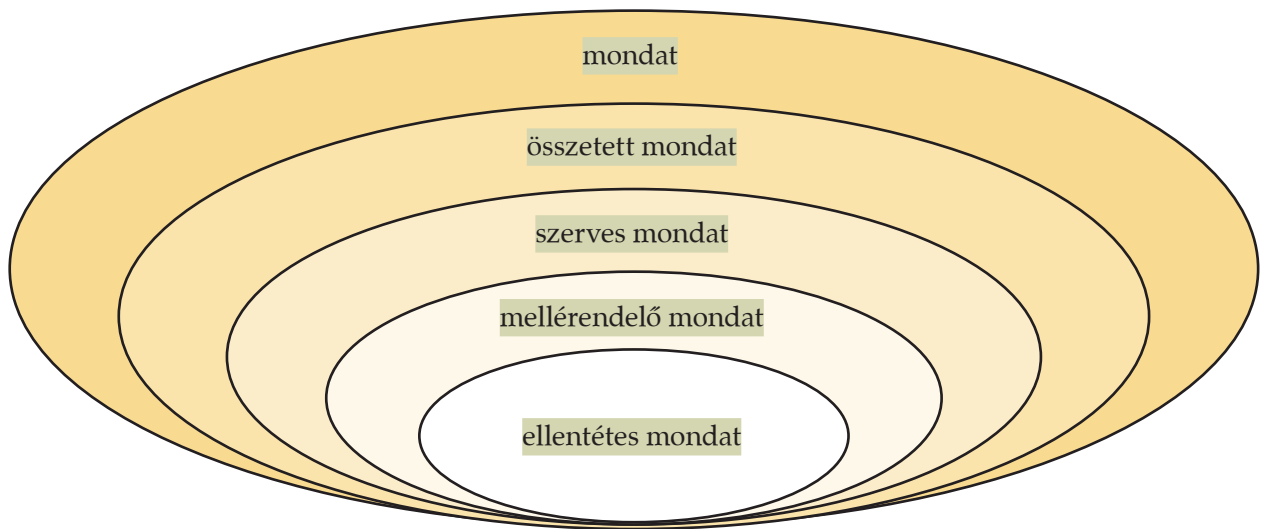 mondat
összetett mondat
szerves mondat
mellérendelő mondat
ellentétes mondat